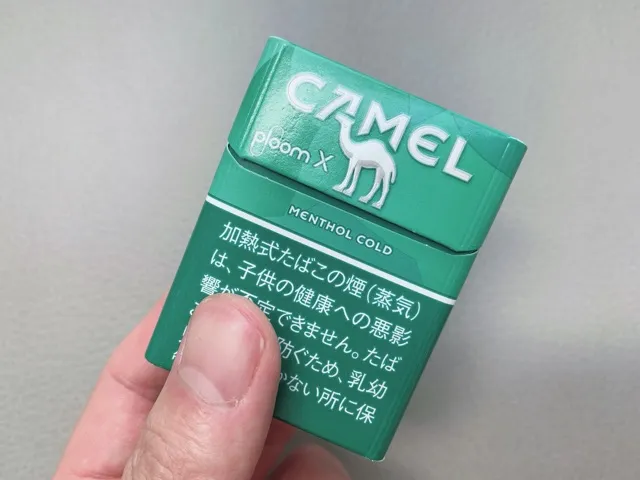 CAMEL
ploom X
MENTHOL COLD
加熱式たばこの煙(蒸気)
は、子供の健康への悪影
響が否定できません。たば
防ぐため、乳幼
かない所に保